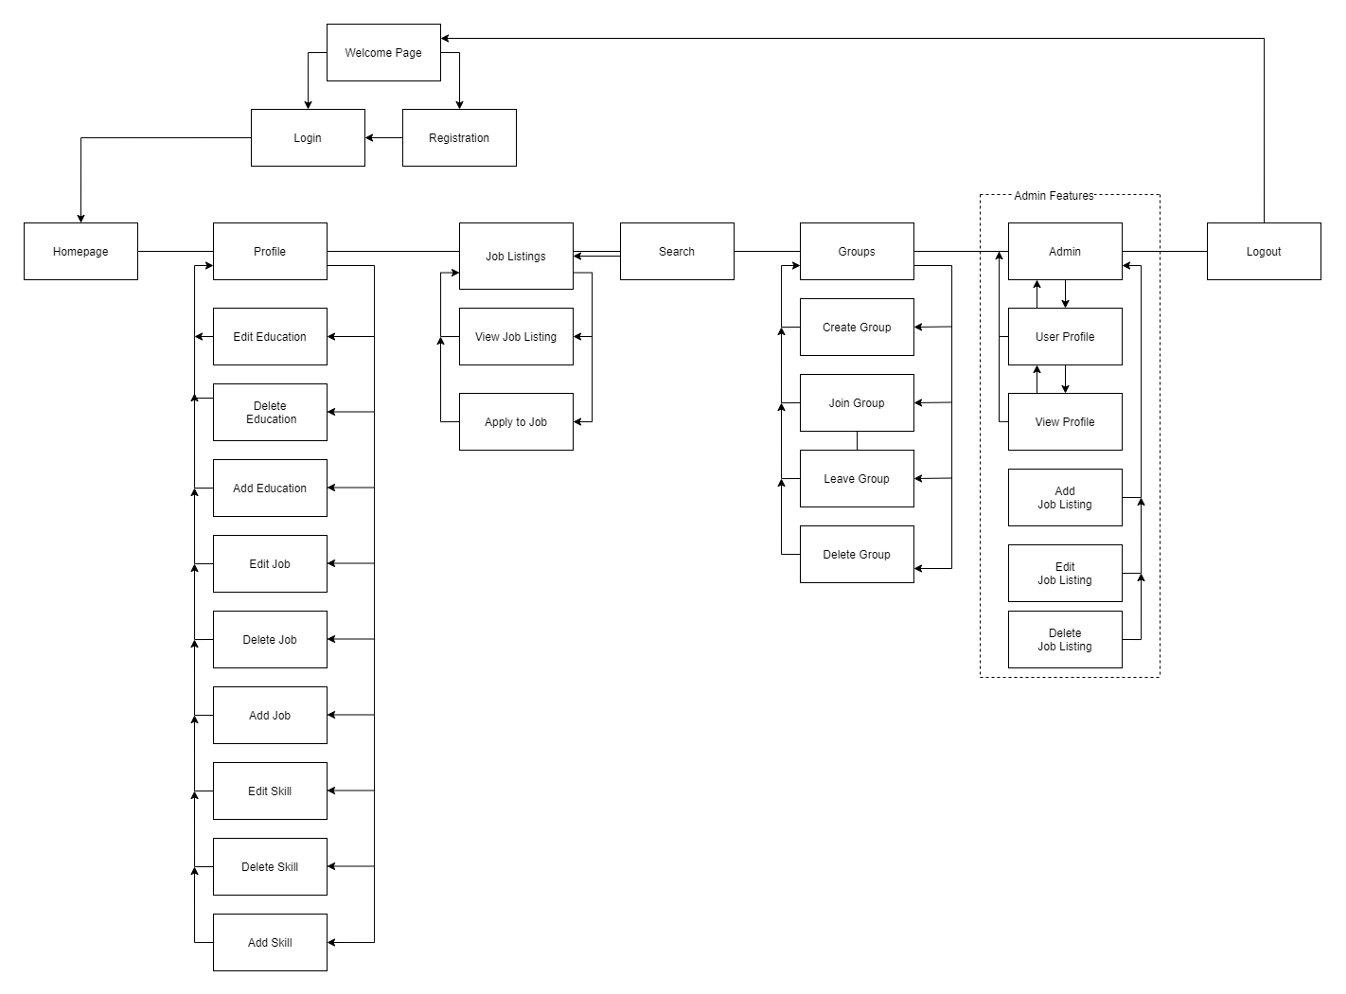 Welcome Page
Login
Registration
Admin Features
Homepage
Profile
Job Listings
Search
Groups
Admin
Logout
Edit Education
Delete
Education
Add Education
Edit Job
Delete Job
Add Job
Edit Skill
Delete Skill
Add Skill
View Job Listing
Apply to Job
Create Group
Join Group
Leave Group
Delete Group
User Profile
View Profile
Add
Job Listing
Edit
Job Listing
Delete
Job Listing